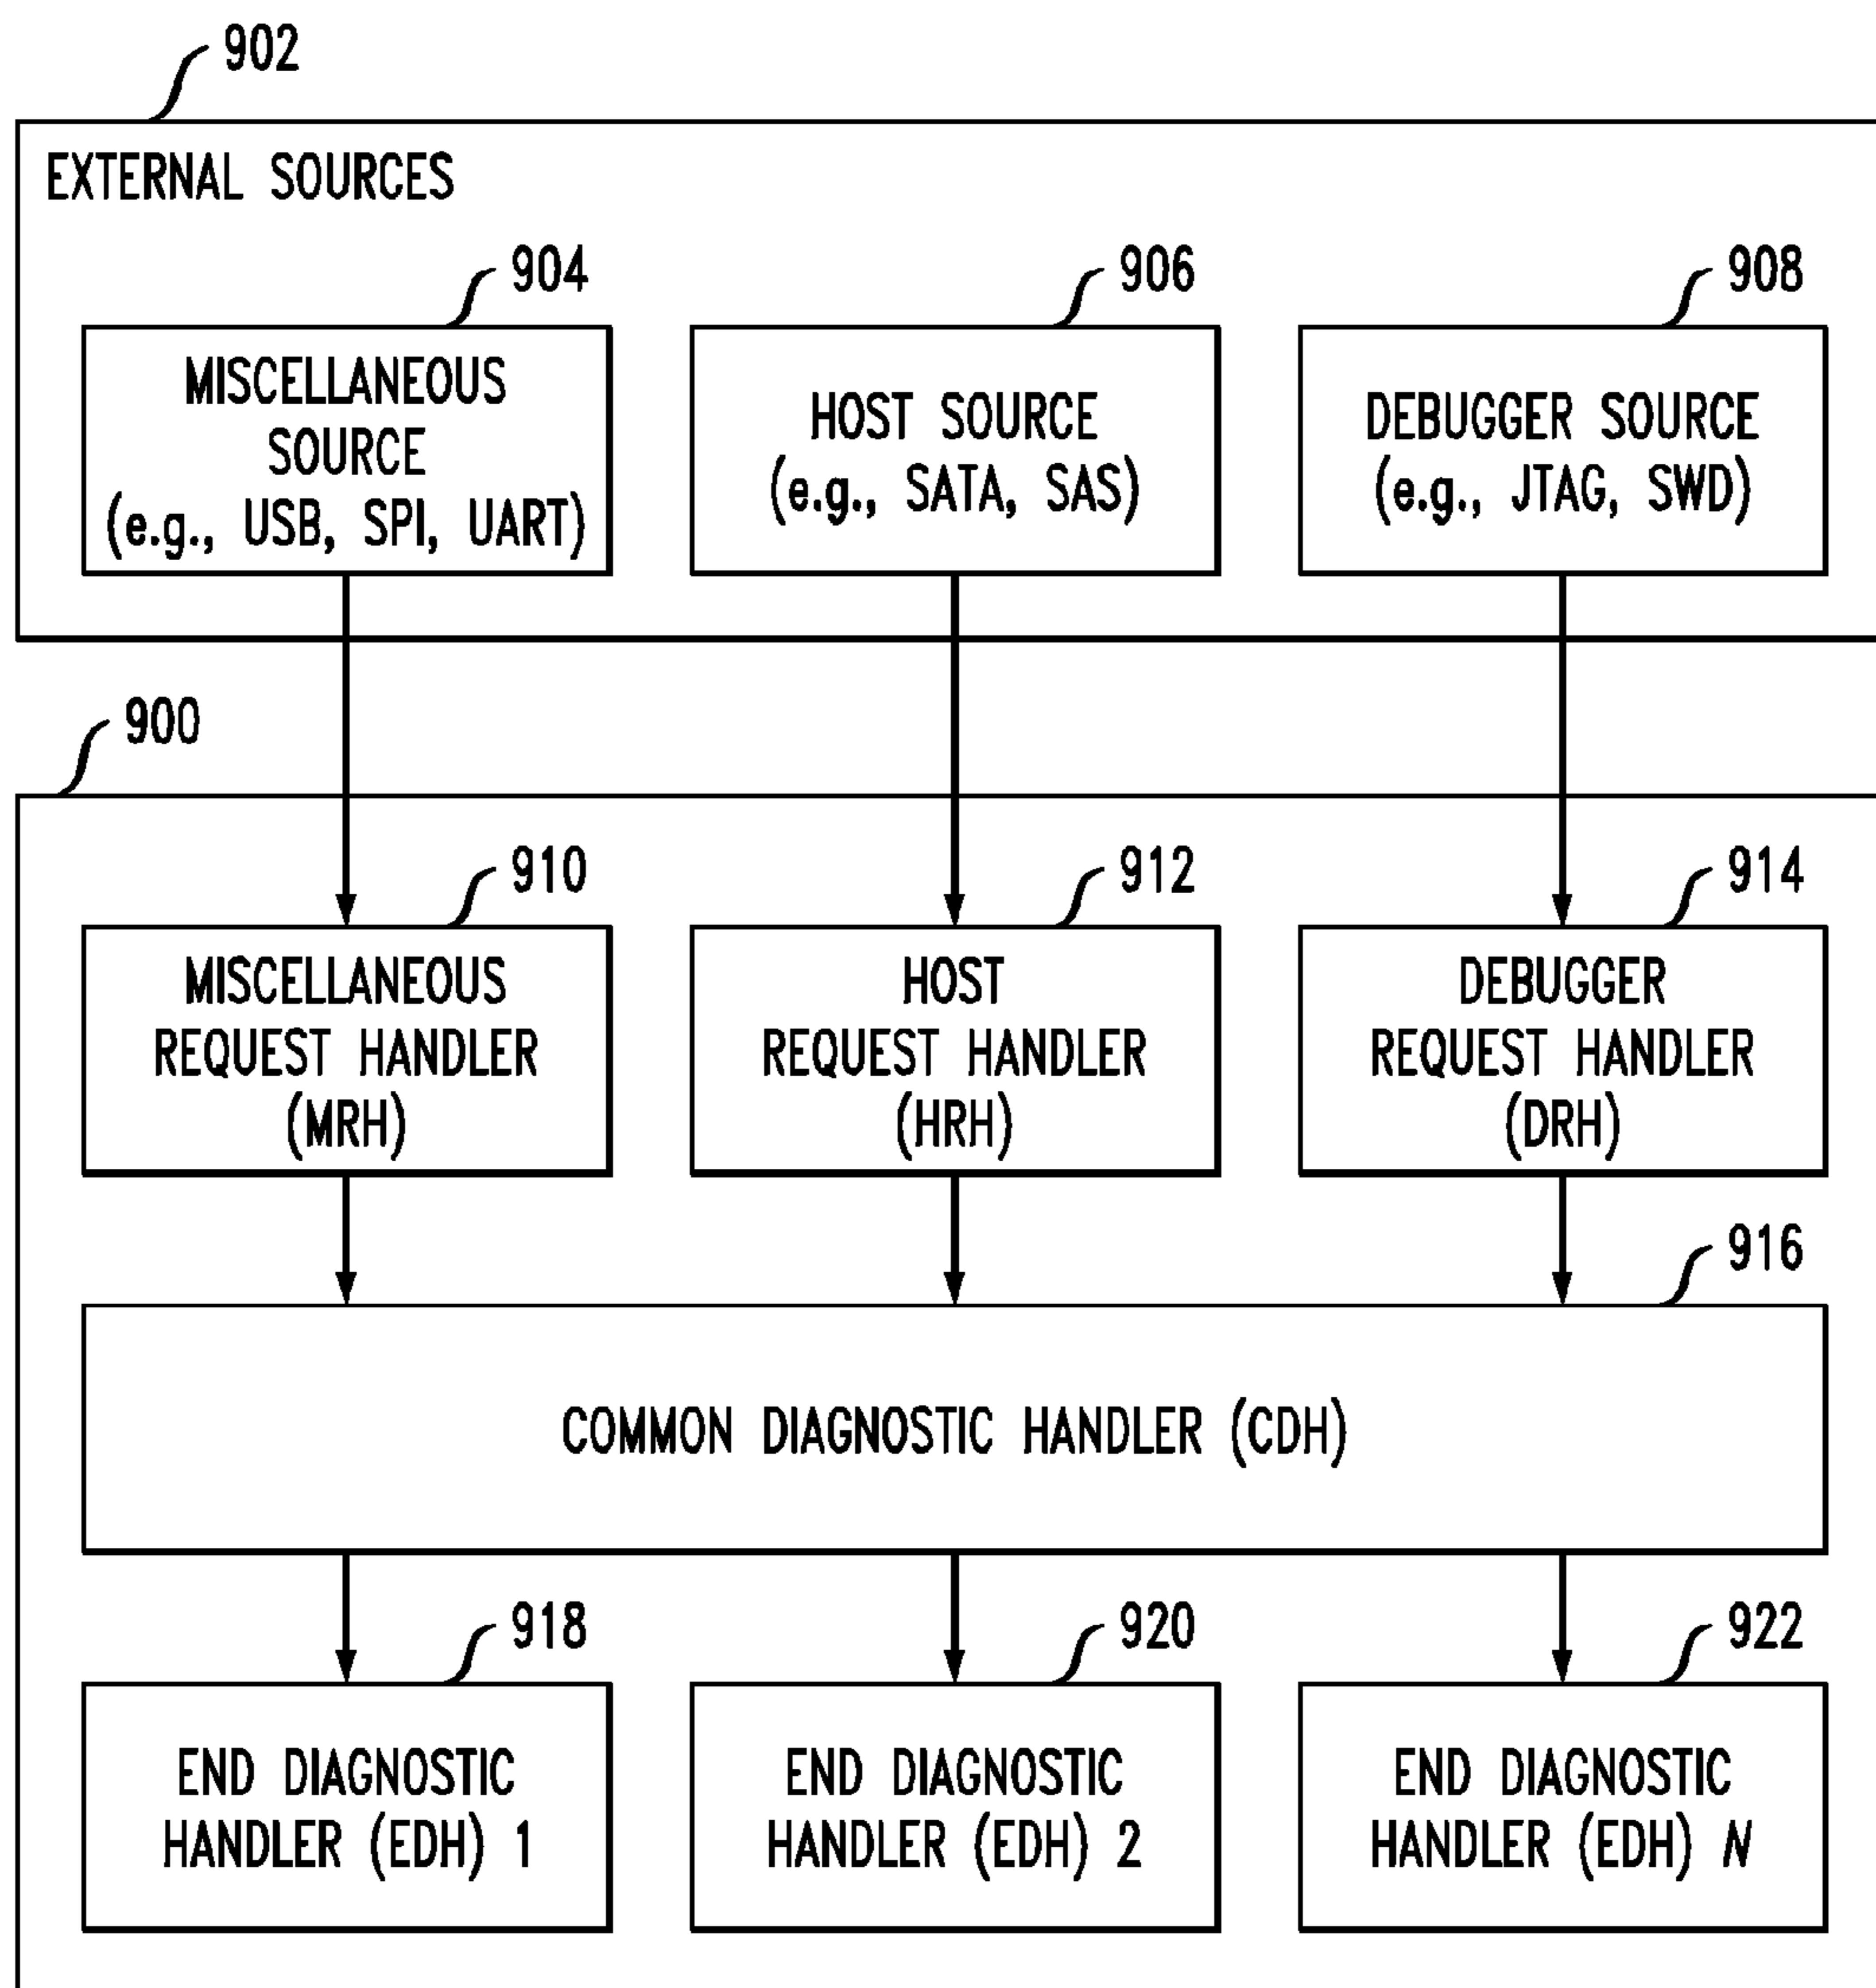 902
EXTERNAL SOURCES
904
906
908
MISCELLANEOUS
SOURCE
(e.g., USB, SPI, UART)
HOST SOURCE
(e.g., SATA, SAS)
DEBUGGER SOURCE
(e.g., JTAG, SWD)
900
910
912
914
MISCELLANEOUS
REQUEST HANDLER
(MRH)
HOST
REQUEST HANDLER
(HRH)
DEBUGGER
REQUEST HANDLER
(DRH)
916
COMMON DIAGNOSTIC HANDLER (CDH)
918
920
922
END DIAGNOSTIC
HANDLER (EDH) 1
END DIAGNOSTIC
HANDLER (EDH) 2
END DIAGNOSTIC
HANDLER (EDH) N